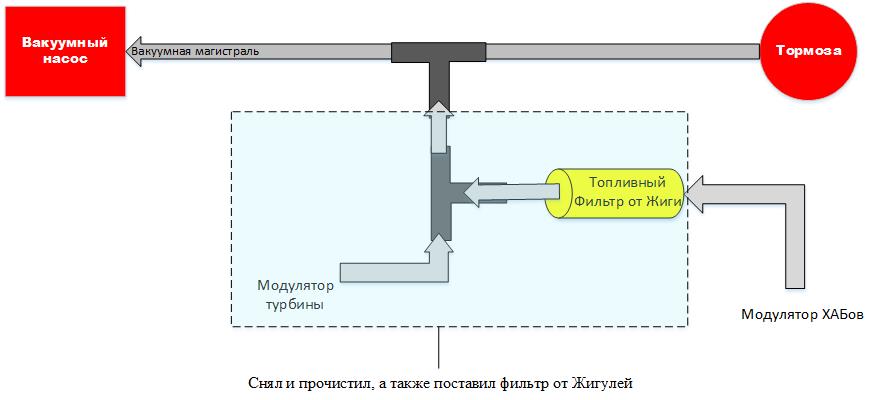 Вакуумный
насос
Вакуумная магистраль
Тормоза
Топливный
Фильтр от Жиги
Модулятор
турбины
Модулятор ХАБов
Снял и прочистил, а также поставил фильтр от Жигулей